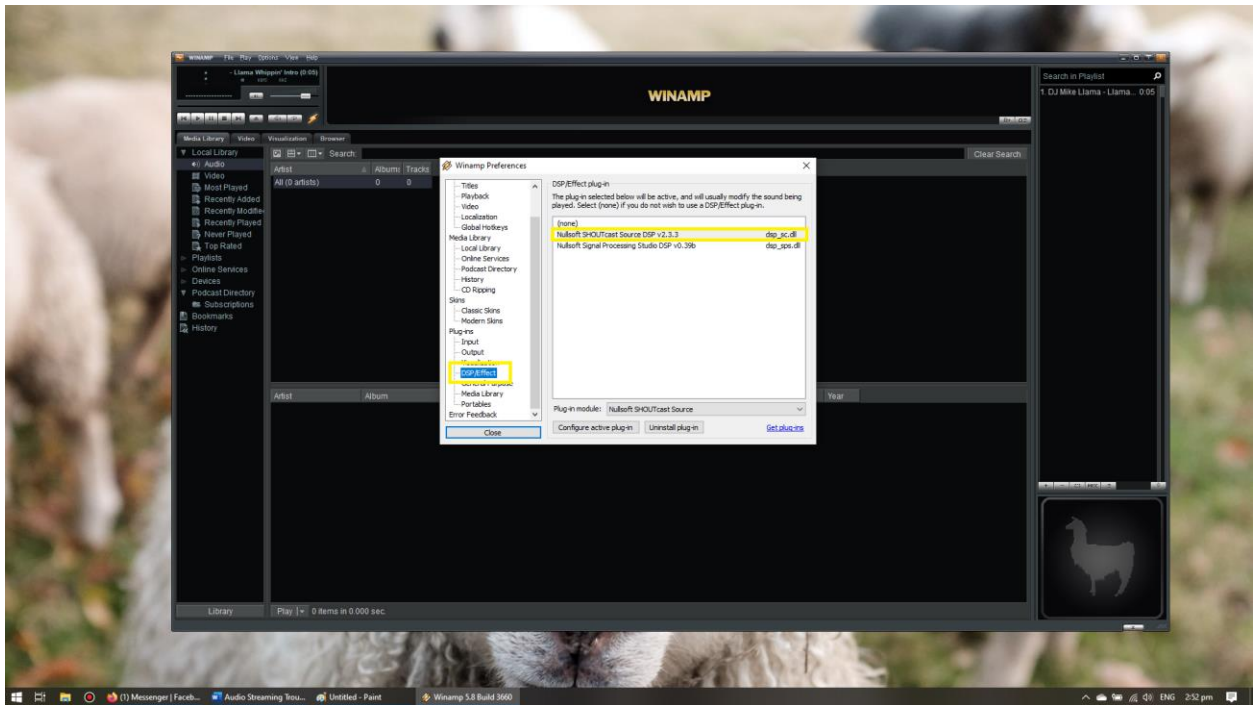 WINAMP File Play Options View Help
- Llama Whippin' Intro (0:05)
WINAMP
Search in Playlist
1. DJ Mike Llama - Llama... 0:05
Media Library Video Visualization Browser
Local Library
Audio
Video
Most Played
Recently Added
Recently Modifie
Recently Played
Never Played
Top Rated
Playlists
Online Services
Devices
Podcast Directory
Subscriptions
Bookmarks
History
Search:
Clear Search
Artist Albums Tracks
All (0 artists) 0 0
Artist Album Year
Winamp Preferences
Titles
Playback
Video
Localization
Global Hotkeys
Media Library
Local Library
Online Services
Podcast Directory
History
CD Ripping
Skins
Classic Skins
Modern Skins
Plug-ins
Input
Output
DSP/Effect
Media Library
Portables
Error Feedback
Close
DSP/Effect plug-in
The plug-in selected below will be active, and will usually modify the sound being
played. Select (none) if you do not wish to use a DSP/Effect plug-in.
(none)
Nullsoft SHOUTcast Source DSP v2.3.3 dsp_sc.dll
Nullsoft Signal Processing Studio DSP v0.39b dsp_sps.dll
Plug-in module: Nullsoft SHOUTcast Source
Configure active plug-in Uninstall plug-in Get plug-ins
Library Play 0 items in 0.000 sec.
(1) Messenger | Faceb... Audio Streaming Trou... Untitled - Paint Winamp 5.8 Build 3660 ENG 2:52 pm